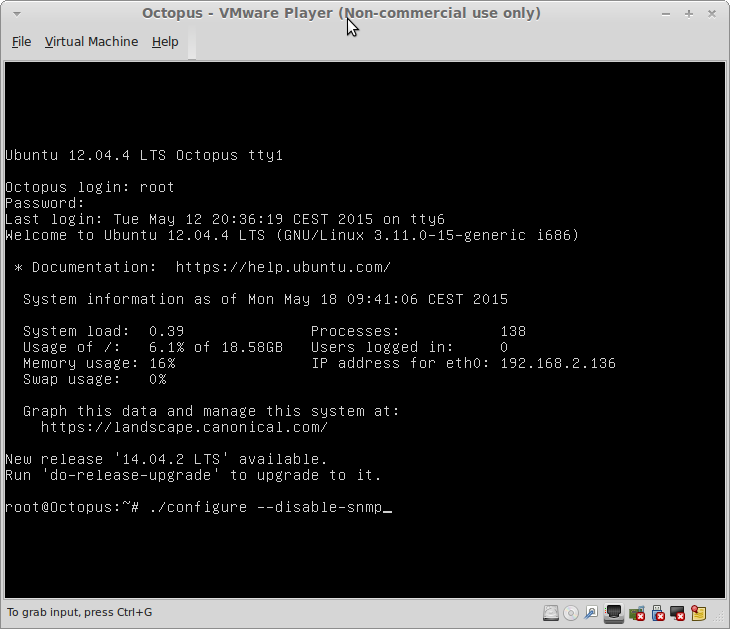 Octopus - VMware Player (Non-commercial use only)
File Virtual Machine Help
Ubuntu 12.04.4 LTS Octopus tty1
Octopus login: root
Password:
Last login: Tue May 12 20:36:19 CEST 2015 on tty6
Welcome to Ubuntu 12.04.4 LTS (GNU/Linux 3.11.0-15-generic i686)
* Documentation:  https://help.ubuntu.com/
System information as of Mon May 18 09:41:06 CEST 2015
System load:  0.39              Processes:           138
Usage of /:   6.1% of 18.58GB   Users logged in:     0
Memory usage: 16%               IP address for eth0: 192.168.2.136
Swap usage:   0%
Graph this data and manage this system at:
https://landscape.canonical.com/
New release '14.04.2 LTS' available.
Run 'do-release-upgrade' to upgrade to it.
root@Octopus:~# ./configure --disable-snmp_
To grab input, press Ctrl+G